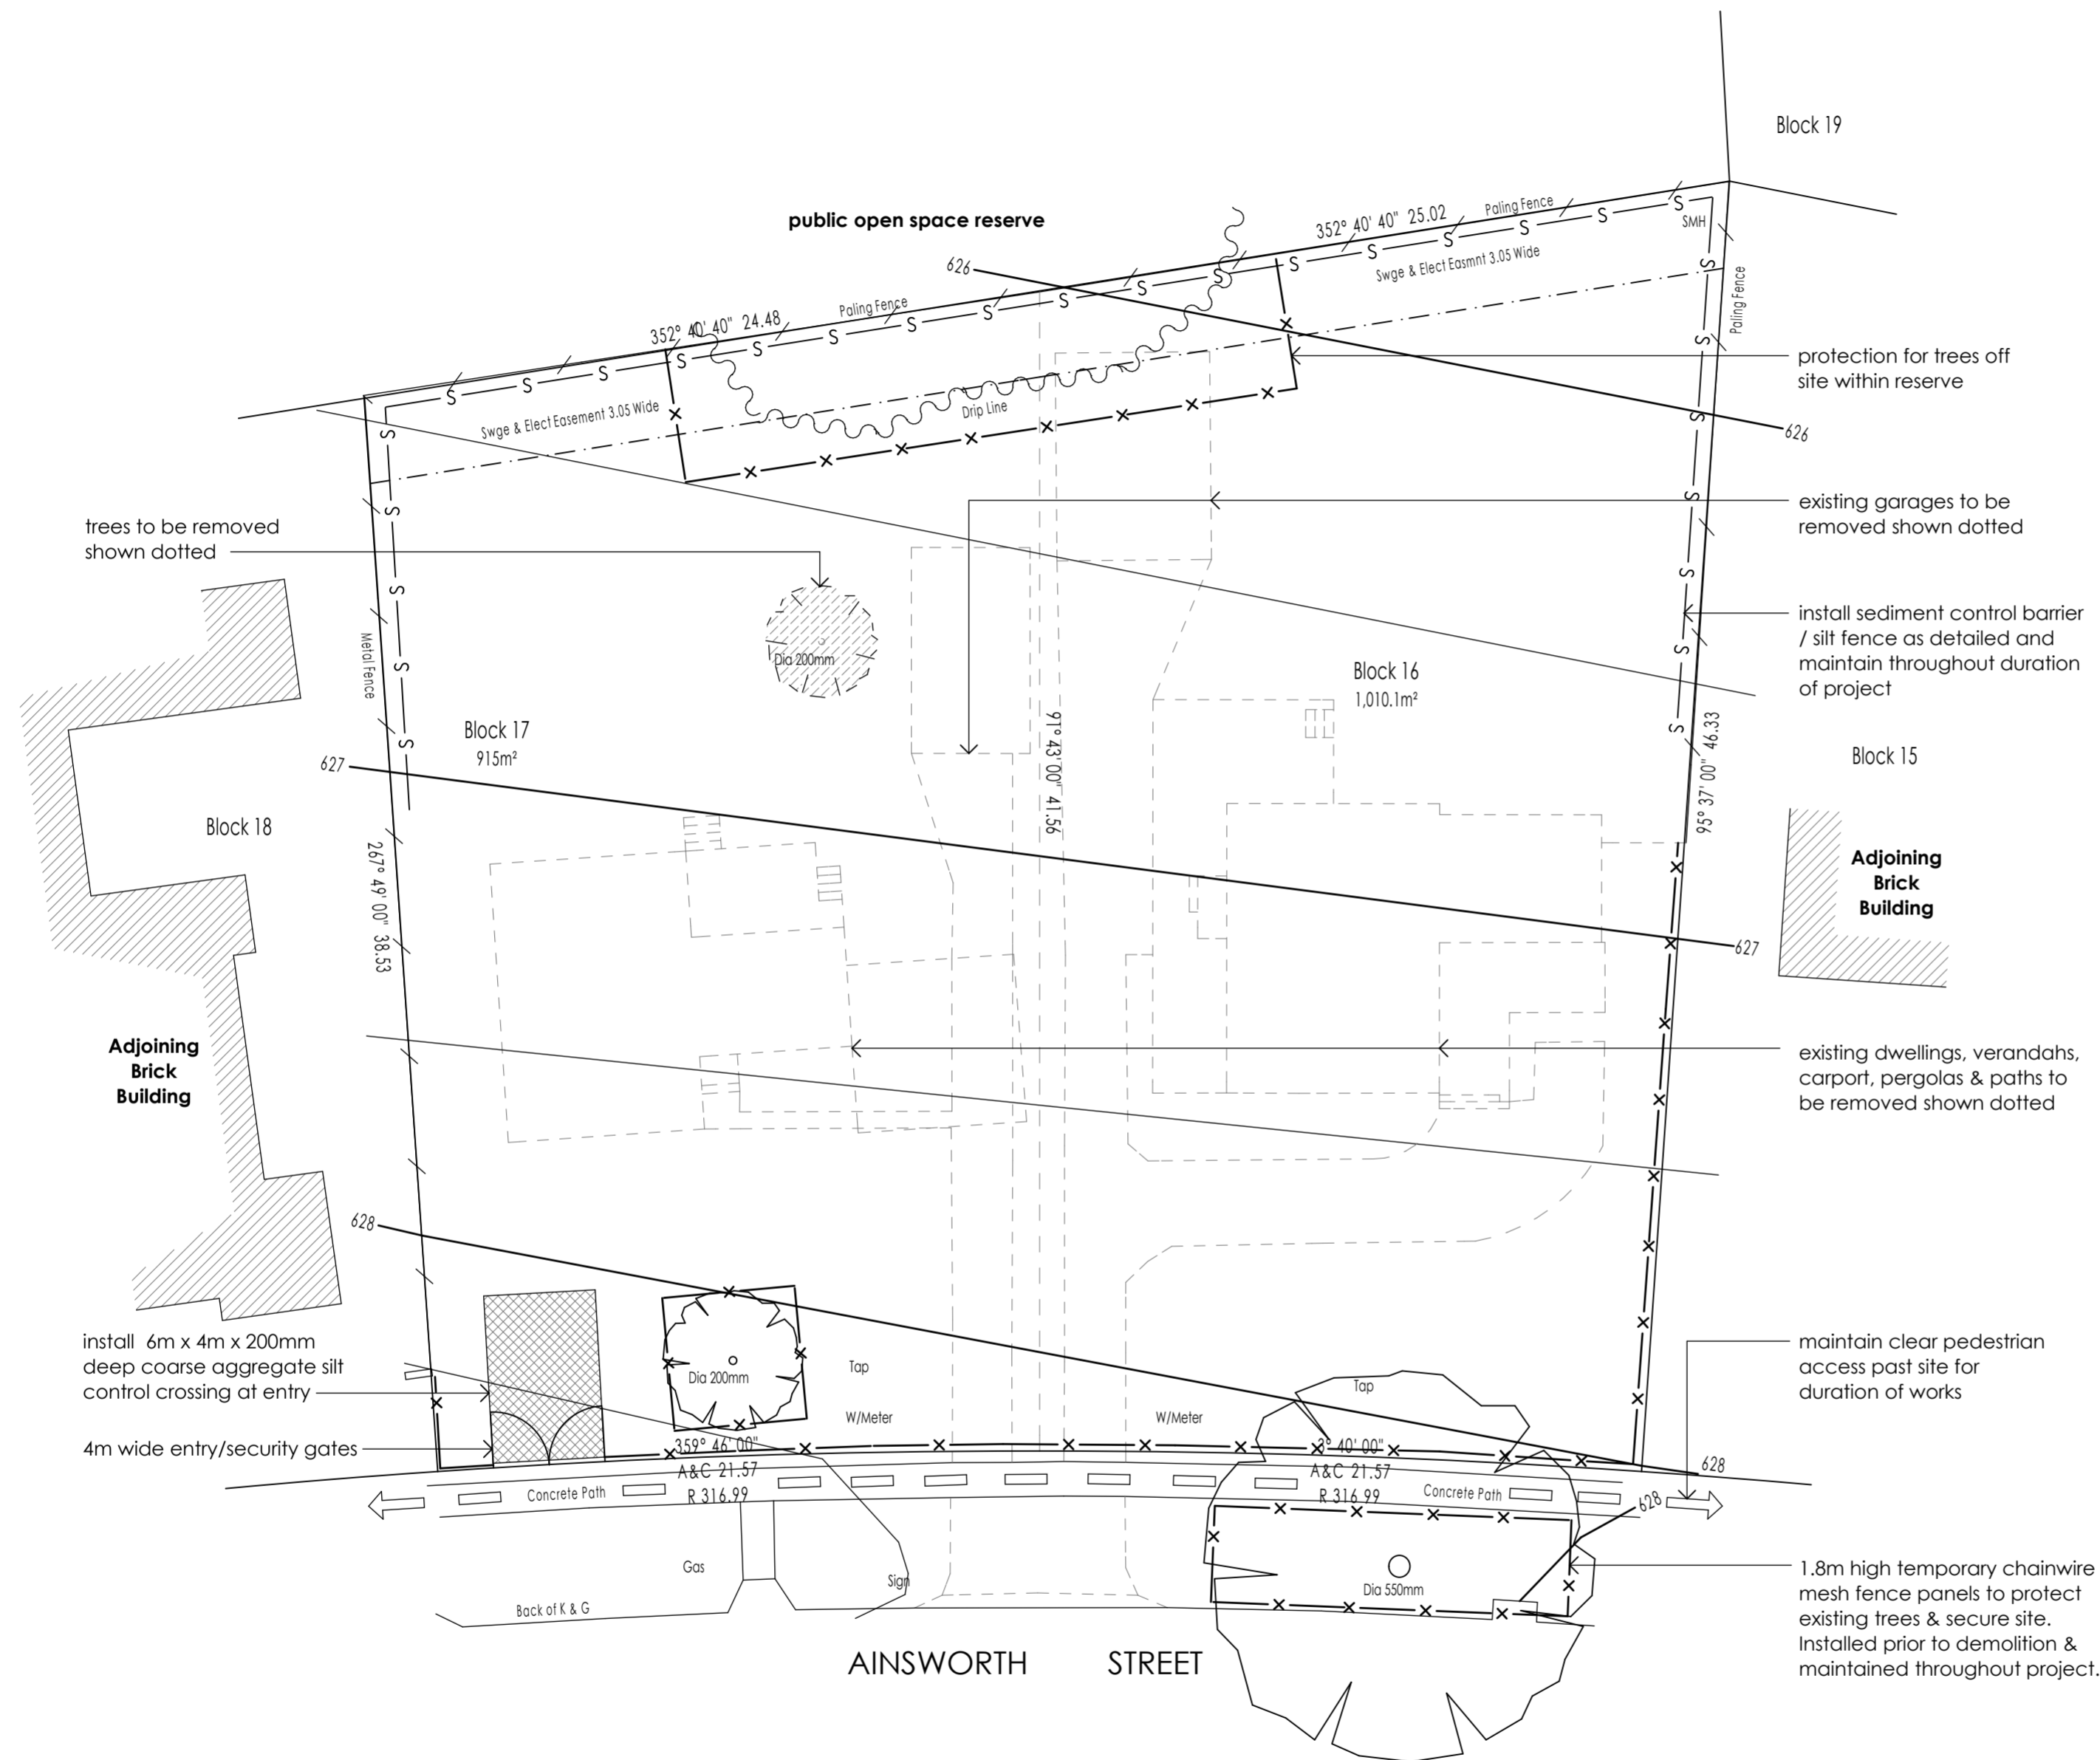 Block 19
public open space reserve
352° 40' 40" 25.02
Paling Fence
SMH
626
Swge & Elect Easmnt 3.05 Wide
Paling Fence
352° 40' 40" 24.48
Paling Fence
protection for trees off
site within reserve
Swge & Elect Easement 3.05 Wide
Drip Line
626
existing garages to be
removed shown dotted
trees to be removed
shown dotted
install sediment control barrier
/ silt fence as detailed and
maintain throughout duration
of project
Metal Fence
Dia 200mm
Block 16
1,010.1m²
Block 17
915m²
91° 43' 00" 41.56
95° 37' 00" 46.33
Block 15
627
Block 18
267° 49' 00" 38.53
Adjoining
Brick
Building
627
Adjoining
Brick
Building
existing dwellings, verandahs,
carport, pergolas & paths to
be removed shown dotted
628
install 6m x 4m x 200mm
deep coarse aggregate silt
control crossing at entry
maintain clear pedestrian
access past site for
duration of works
Dia 200mm
Tap
Tap
W/Meter
W/Meter
4m wide entry/security gates
359° 46' 00"
A&C 21.57
R 316.99
3° 40' 00"
A&C 21.57
R 316.99
628
Concrete Path
Concrete Path
628
Gas
Sign
Dia 550mm
Back of K & G
1.8m high temporary chainwire
mesh fence panels to protect
existing trees & secure site.
Installed prior to demolition &
maintained throughout project.
AINSWORTH STREET
S S S S S S S S S S S S S S S S S
S S S S S
S S S S S S S